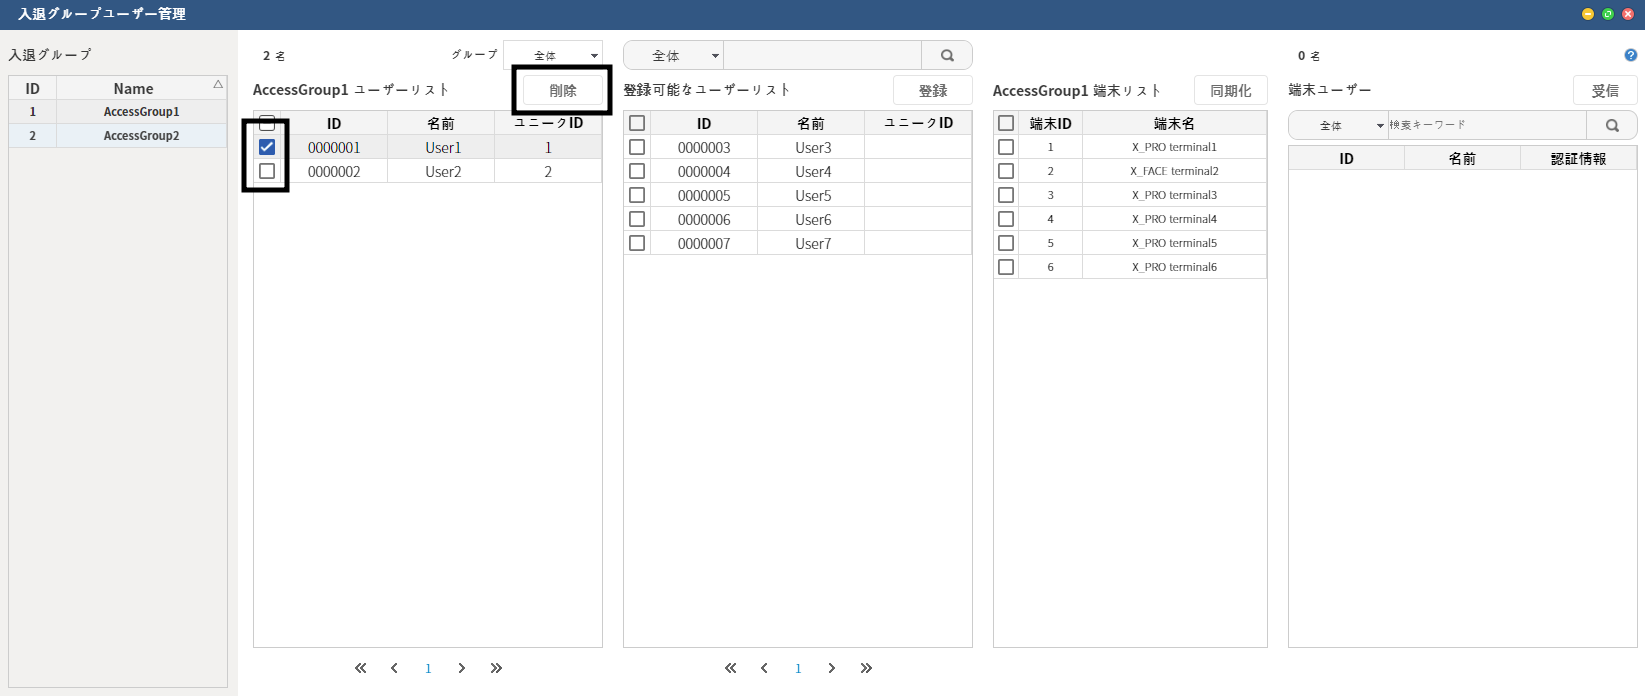 入退グループユーザー管理
入退グループ
ID Name
1 AccessGroup1
2 AccessGroup2
2 名 グループ 全体
AccessGroup1 ユーザーリスト 削除
ID 名前 ユニークID
0000001 User1 1
0000002 User2 2
1
全体
登録可能なユーザーリスト 登録
ID 名前 ユニークID
0000003 User3
0000004 User4
0000005 User5
0000006 User6
0000007 User7
1
AccessGroup1 端末リスト 同期化
端末ID 端末名
1 X_PRO terminal1
2 X_FACE terminal2
3 X_PRO terminal3
4 X_PRO terminal4
5 X_PRO terminal5
6 X_PRO terminal6
0 名
端末ユーザー 受信
全体 検索キーワード
ID 名前 認証情報